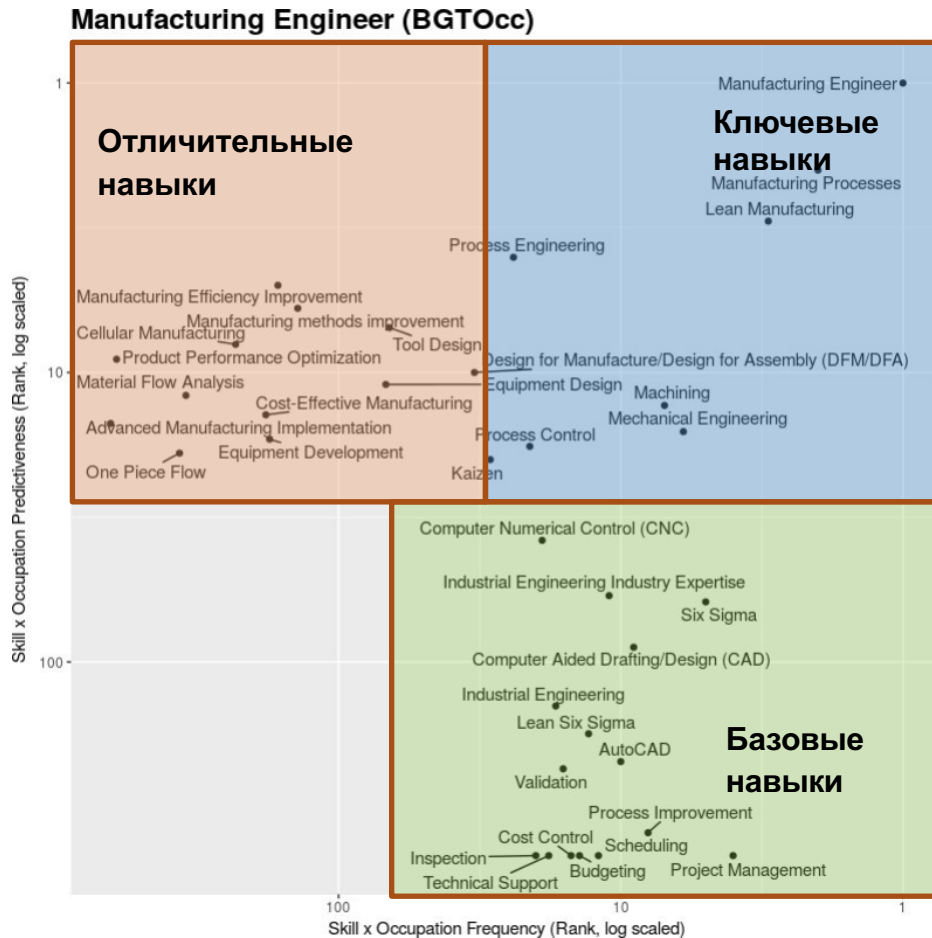 Manufacturing Engineer (BGTOcc)
1
Manufacturing Engineer
Отличительные
навыки
Ключевые
навыки
Manufacturing Processes
Lean Manufacturing
Process Engineering
Manufacturing Efficiency Improvement
Manufacturing methods improvement
Cellular Manufacturing
Tool Design
Product Performance Optimization
Design for Manufacture/Design for Assembly (DFM/DFA)
10
Material Flow Analysis
Equipment Design
Machining
Cost-Effective Manufacturing
Mechanical Engineering
Advanced Manufacturing Implementation
Process Control
Equipment Development
One Piece Flow
Kaizen
Computer Numerical Control (CNC)
Industrial Engineering Industry Expertise
Six Sigma
100
Computer Aided Drafting/Design (CAD)
Industrial Engineering
Lean Six Sigma
AutoCAD
Базовые
навыки
Validation
Process Improvement
Cost Control
Scheduling
Inspection
Budgeting
Project Management
Technical Support
100
10
1
Skill x Occupation Frequency (Rank, log scaled)
Skill x Occupation Predictiveness (Rank, log scaled)